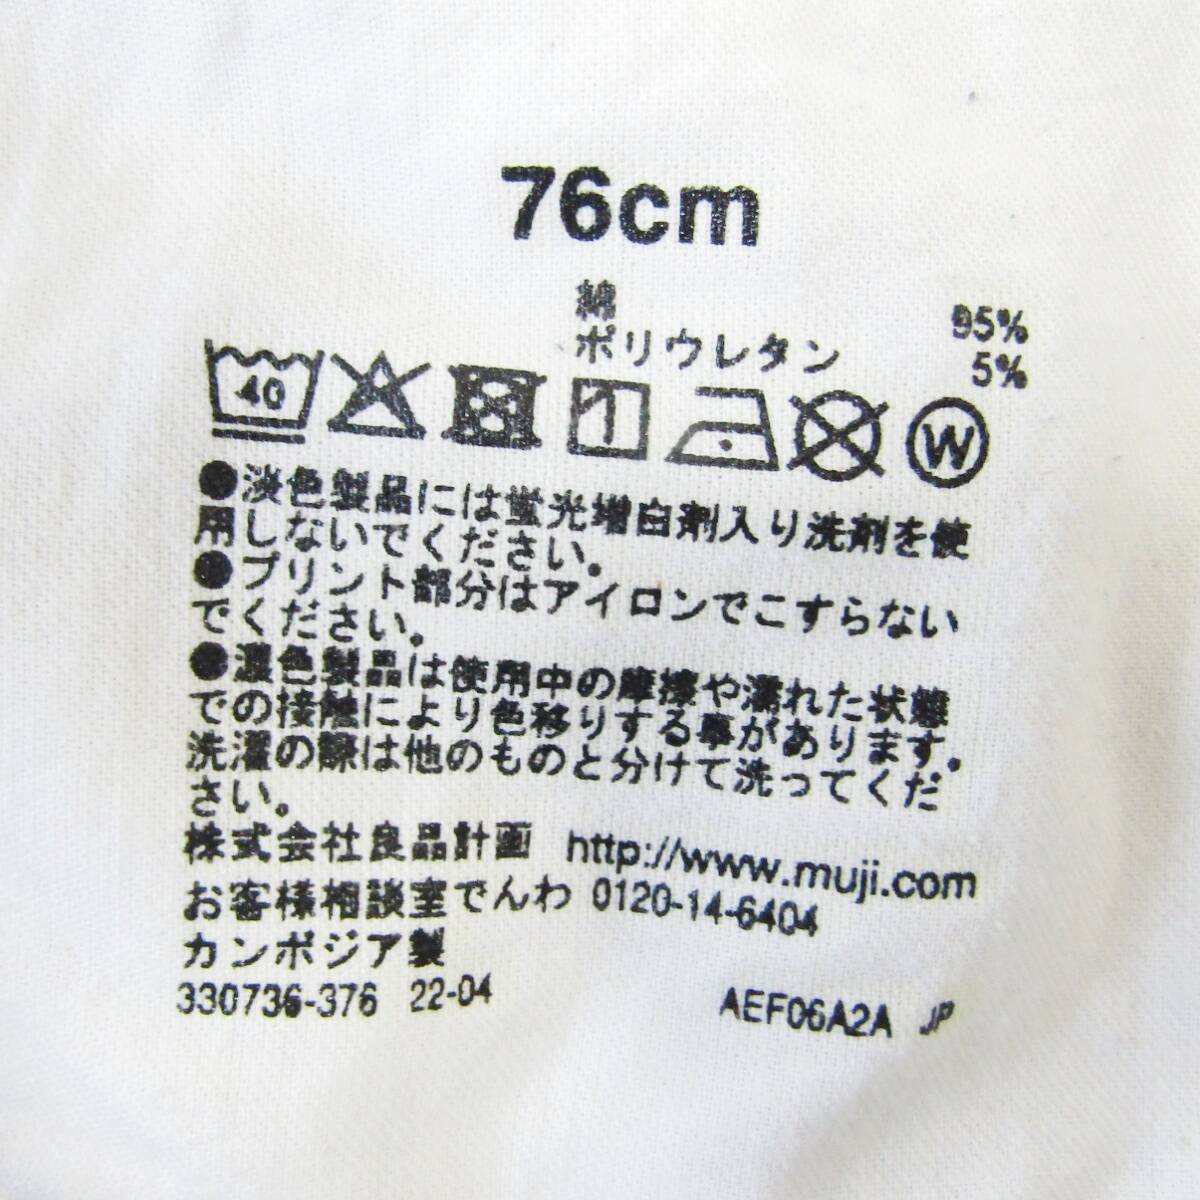 76cm
綿 95%
ポリウレタン 5%
40
W
●淡色製品には蛍光増白剤入り洗剤を使
用しないでください。
●プリント部分はアイロンでこすらない
でください。
●濃色製品は使用中の摩擦や濡れた状態
での接触により色移りする事があります。
洗濯の際は他のものと分けて洗ってくだ
さい。
株式会社良品計画 http://www.muji.com
お客様相談室でんわ 0120-14-6404
カンボジア製
330736-376 22-04 AEF06A2A JP